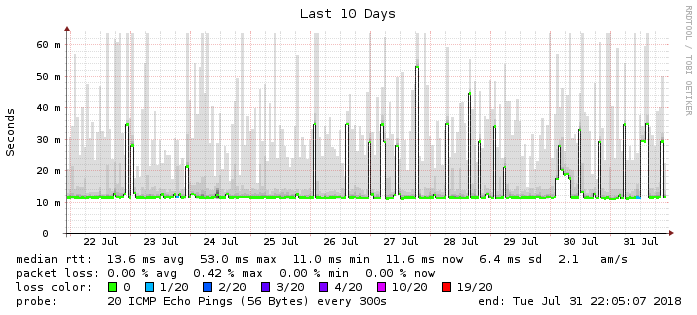 Last 10 Days
RRDTOOL / TOBI OETIKER
Seconds
60 m
50 m
40 m
30 m
20 m
10 m
0
22 Jul 23 Jul 24 Jul 25 Jul 26 Jul 27 Jul 28 Jul 29 Jul 30 Jul 31 Jul
median rtt: 13.6 ms avg 53.0 ms max 11.0 ms min 11.6 ms now 6.4 ms sd 2.1 am/s
packet loss: 0.00 % avg 0.42 % max 0.00 % min 0.00 % now
loss color: 0 1/20 2/20 3/20 4/20 10/20 19/20
probe: 20 ICMP Echo Pings (56 Bytes) every 300s end: Tue Jul 31 22:05:07 2018